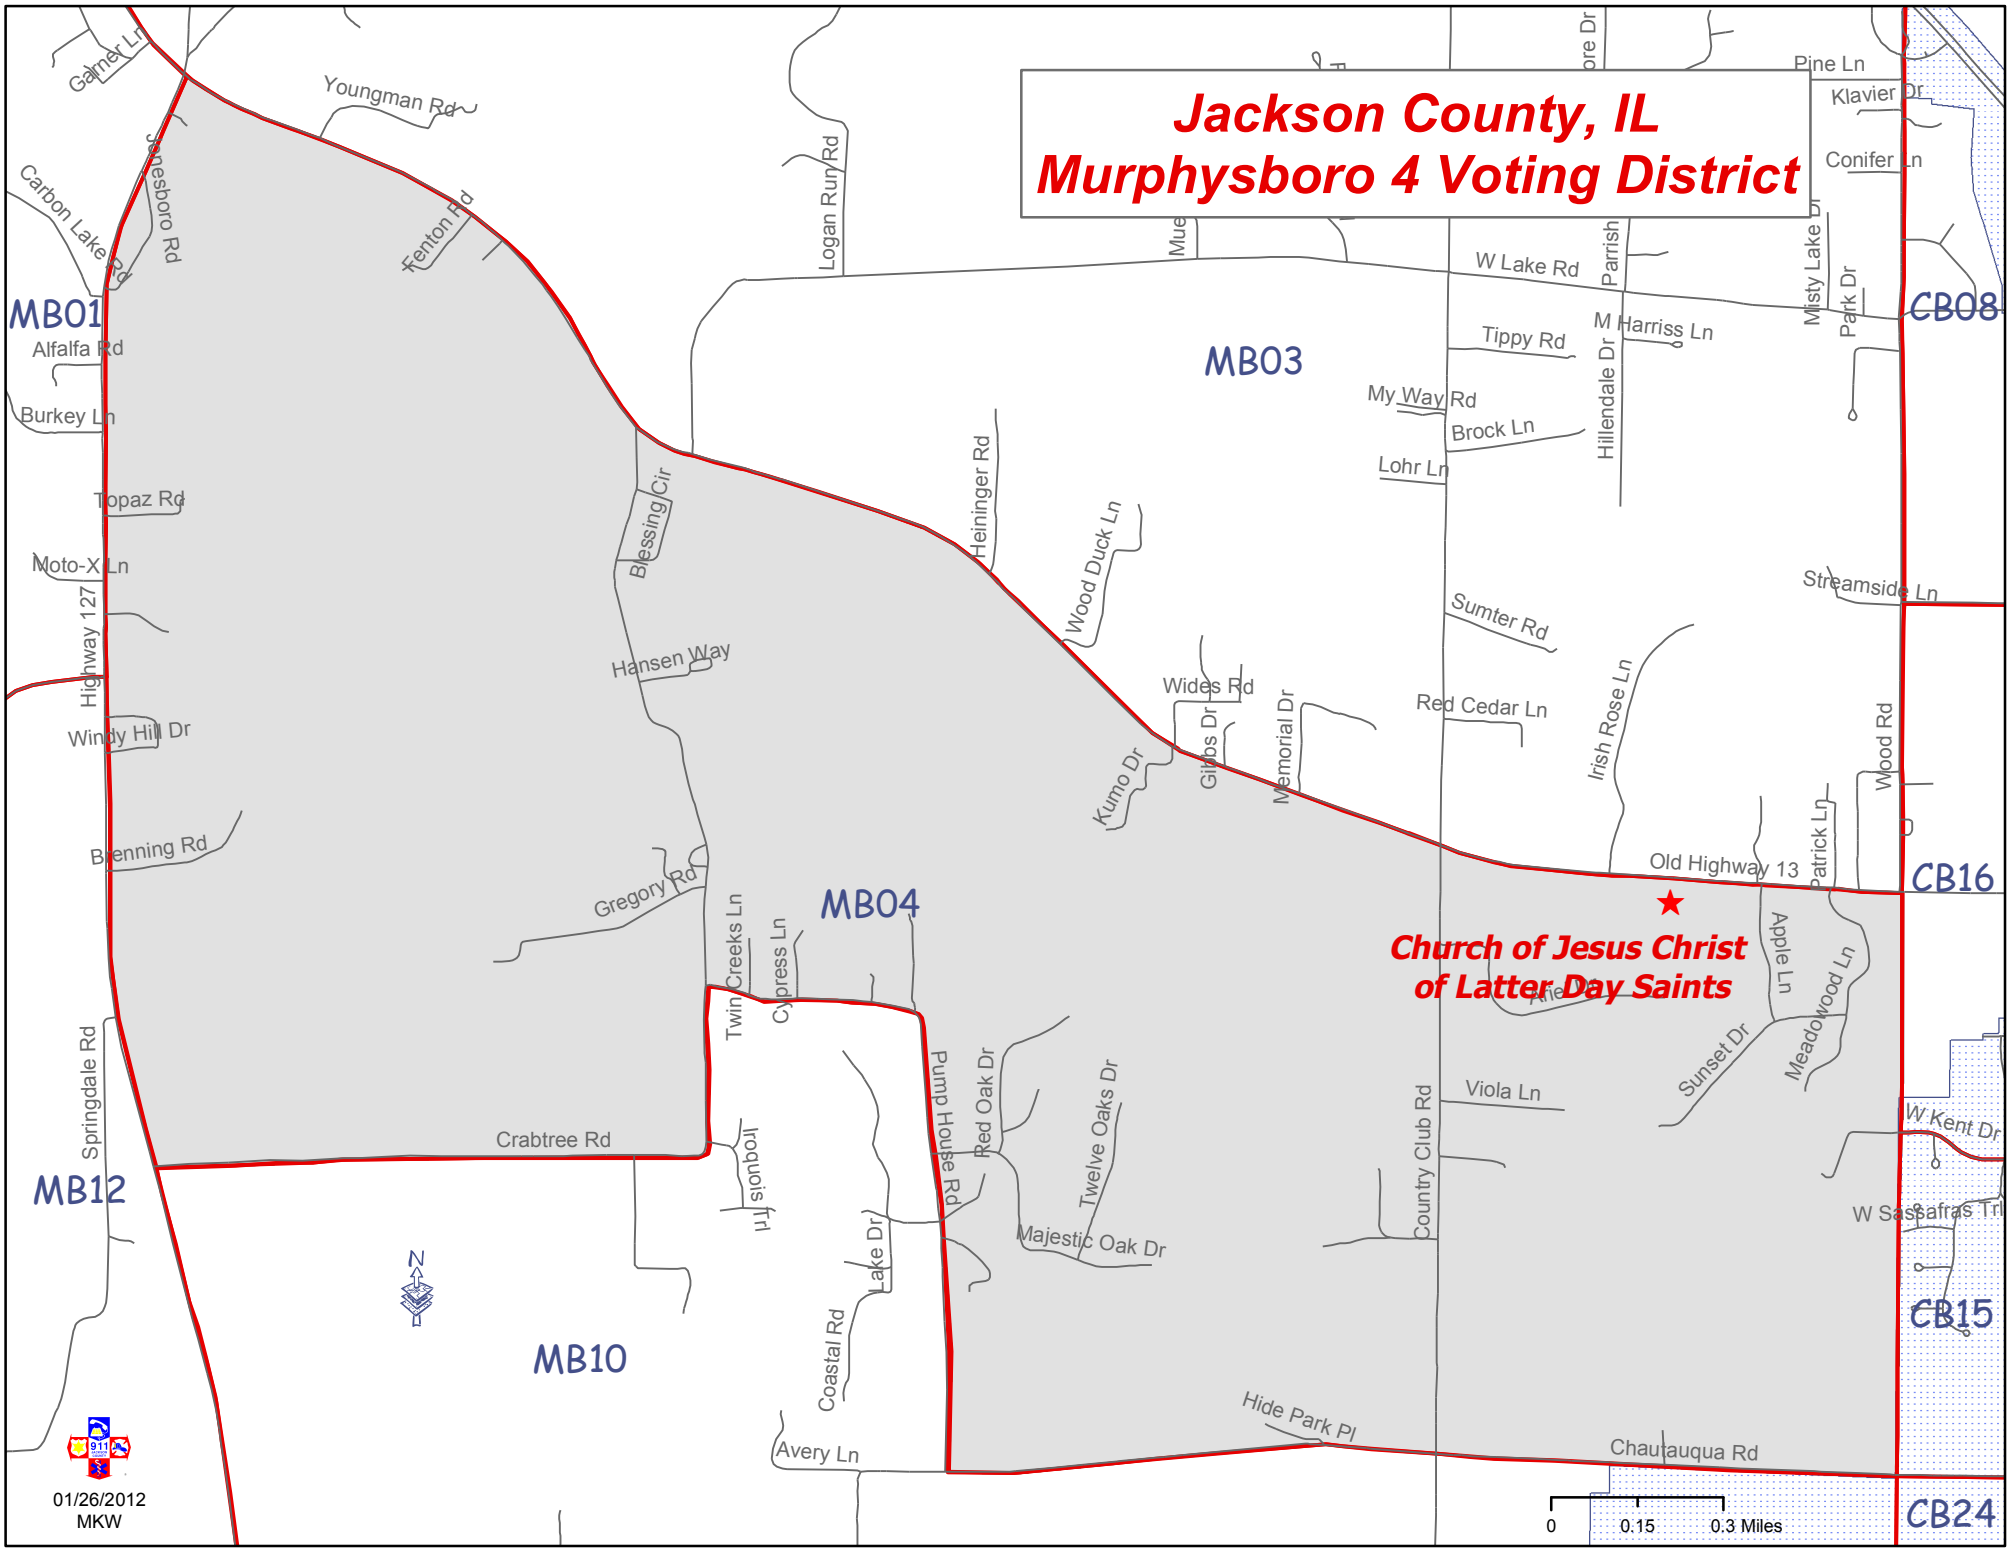 Jackson County, IL
Murphysboro 4 Voting District
Garner Ln
Youngman Rd
Jonesboro Rd
Carbon Lake Rd
Fenton Rd
Logan Run Rd
Pine Ln
Klavier Dr
Conifer Ln
W Lake Rd
Parrish
Misty Lake Dr
Park Dr
MB01
CB08
Alfalfa Rd
MB03
Tippy Rd
M Harriss Ln
Hillendale Dr
My Way Rd
Burkey Ln
Brock Ln
Lohr Ln
Topaz Rd
Blessing Cir
Heininger Rd
Wood Duck Ln
Moto-X Ln
Highway 127
Streamside Ln
Sumter Rd
Hansen Way
Wides Rd
Gibbs Dr
Memorial Dr
Red Cedar Ln
Irish Rose Ln
Wood Rd
Windy Hill Dr
Kumo Dr
Brenning Rd
Patrick Ln
Old Highway 13
CB16
Gregory Rd
MB04
Twin Creeks Ln
Cypress Ln
Church of Jesus Christ
of Latter Day Saints
Apple Ln
Meadowood Ln
Sunset Dr
Springdale Rd
Pump House Rd
Red Oak Dr
Twelve Oaks Dr
Viola Ln
Country Club Rd
W Kent Dr
Crabtree Rd
Iroquois Trl
MB12
W Sassafras Trl
Lake Dr
Majestic Oak Dr
N
CB15
MB10
Coastal Rd
Hide Park Pl
Avery Ln
Chautauqua Rd
911
01/26/2012
MKW
0 0.15 0.3 Miles
CB24